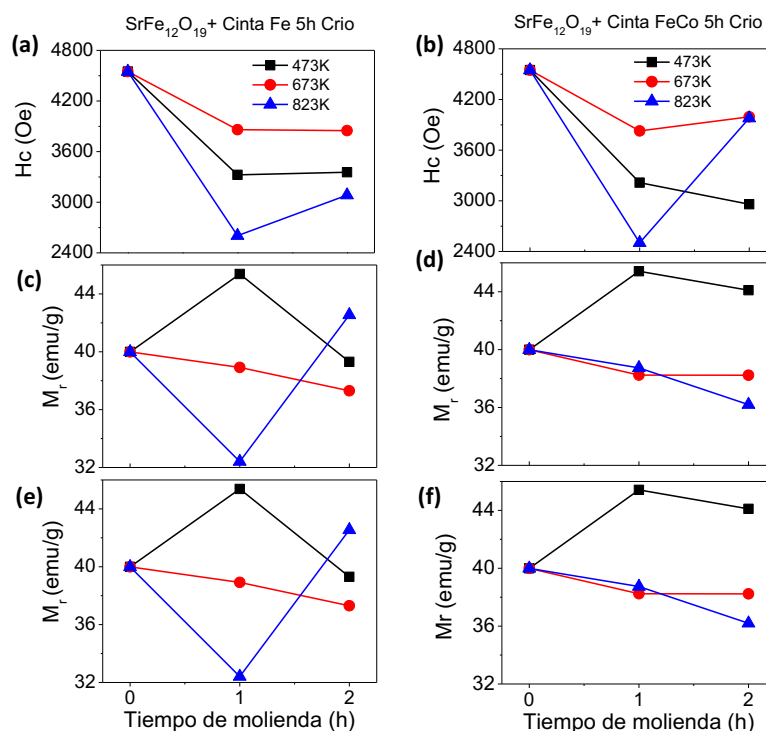 SrFe₁₂O₁₉+ Cinta Fe 5h Crio
(a)
4800
4200
3600
3000
2400
Hc (Oe)
473K
673K
823K
(c)
44
40
36
32
Mᵣ (emu/g)
(e)
44
40
36
32
Mᵣ (emu/g)
0
1
2
Tiempo de molienda (h)
SrFe₁₂O₁₉+ Cinta FeCo 5h Crio
(b)
4800
4200
3600
3000
2400
Hc (Oe)
473K
673K
823K
(d)
44
40
36
32
Mᵣ (emu/g)
(f)
44
40
36
32
Mr (emu/g)
0
1
2
Tiempo de molienda (h)